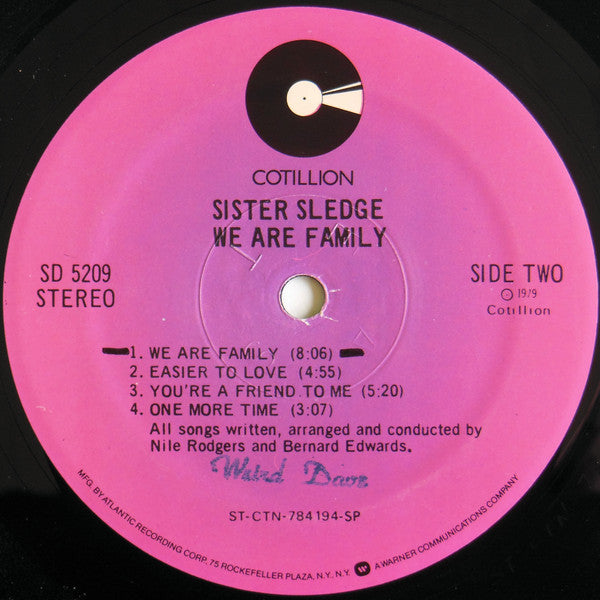 COTILLION
SISTER SLEDGE
WE ARE FAMILY
SD 5209
STEREO
SIDE TWO
Ⓟ 1979
Cotillion
1. WE ARE FAMILY (8:06)
2. EASIER TO LOVE (4:55)
3. YOU'RE A FRIEND TO ME (5:20)
4. ONE MORE TIME (3:07)
All songs written, arranged and conducted by
Nile Rodgers and Bernard Edwards.
Weird Dave
ST-CTN-784194-SP
MFG. BY ATLANTIC RECORDING CORP. 75 ROCKEFELLER PLAZA, N.Y., N.Y. W A WARNER COMMUNICATIONS COMPANY